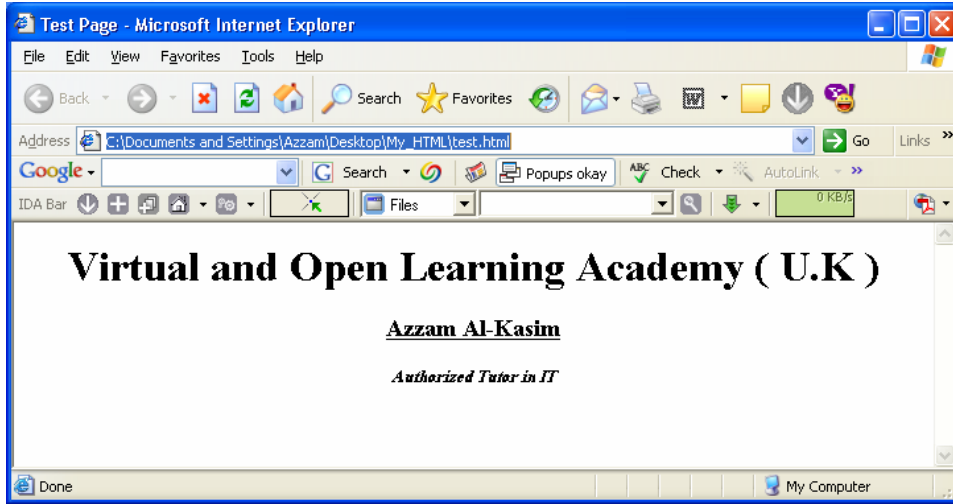 Test Page - Microsoft Internet Explorer
File Edit View Favorites Tools Help
Back Search Favorites
Address C:\Documents and Settings\Azzam\Desktop\My_HTML\test.html Go Links »
Google Search Popups okay ABC Check AutoLink »
IDA Bar Files 0 KB/s
Virtual and Open Learning Academy ( U.K )
Azzam Al-Kasim
Authorized Tutor in IT
Done My Computer